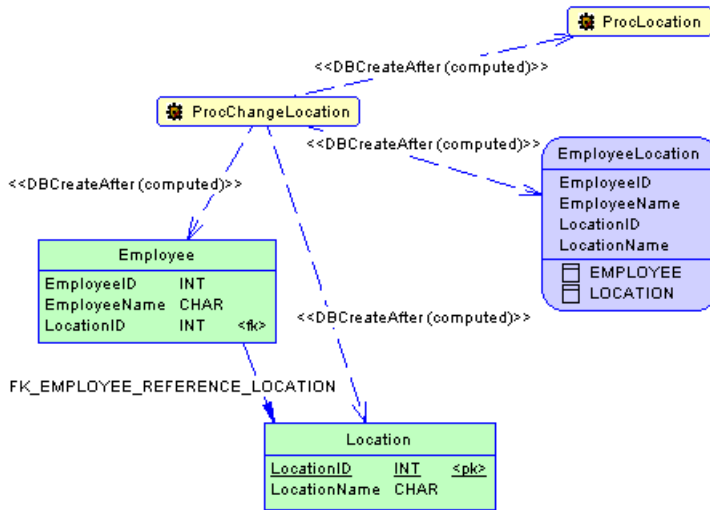 ProcLocation
<<DBCreateAfter(computed)>>
ProcChangeLocation
<<DBCreateAfter(computed)>>
EmployeeLocation
<<DBCreateAfter(computed)>>
EmployeeID
EmployeeName
LocationID
LocationName
EMPLOYEE
LOCATION
Employee
EmployeeID INT
EmployeeName CHAR
LocationID INT <fk>
<<DBCreateAfter(computed)>>
FK_EMPLOYEE_REFERENCE_LOCATION
Location
LocationID INT <pk>
LocationName CHAR